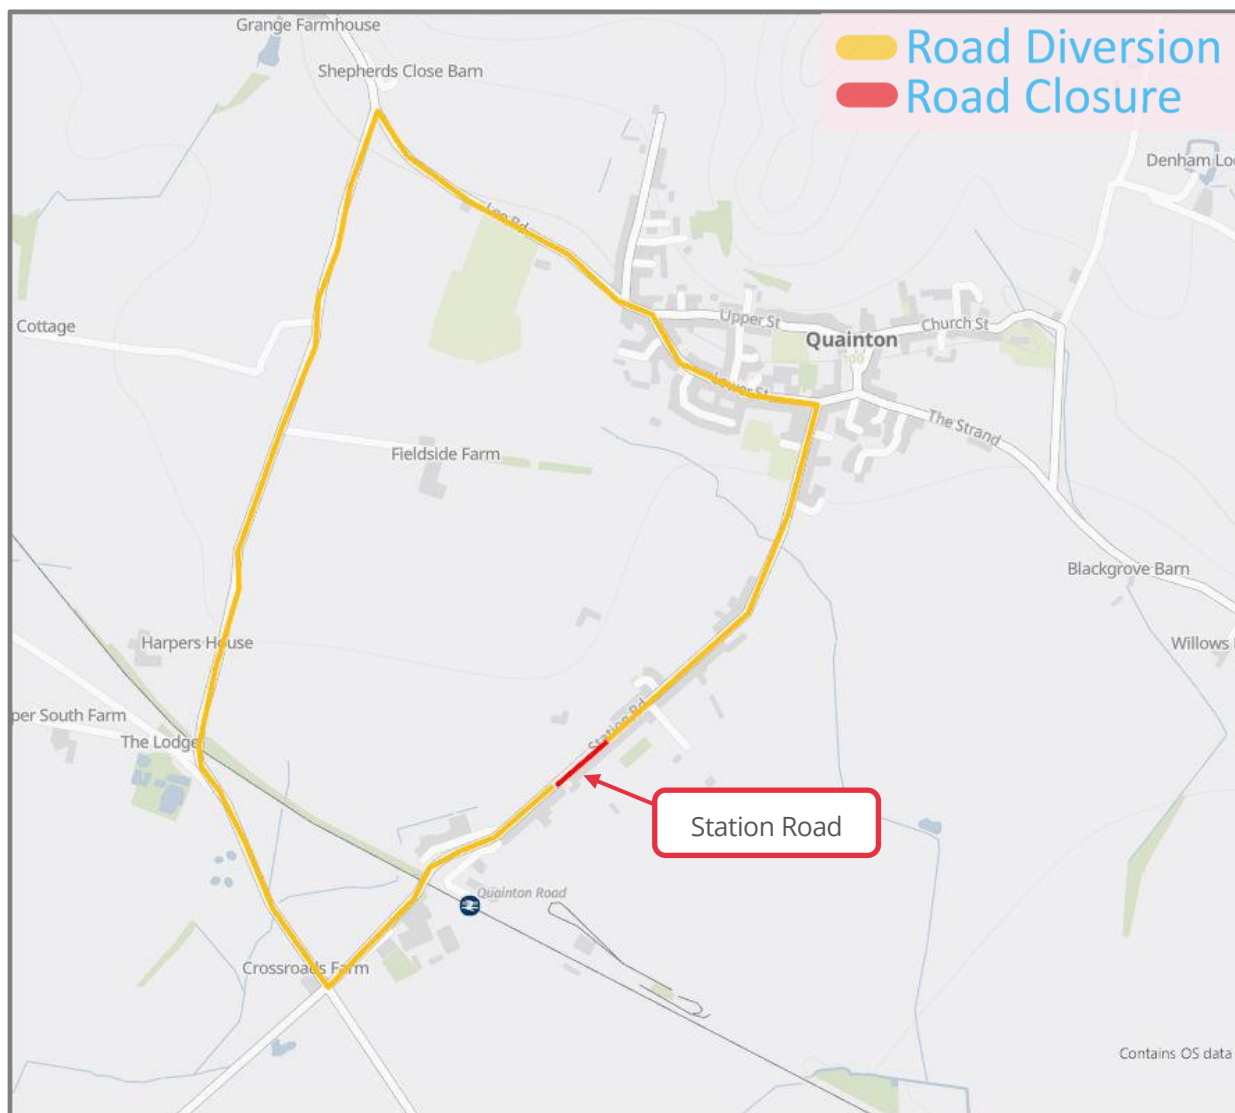 Grange Farmhouse
Road Diversion
Shepherds Close Barn
Road Closure
Denham
Lee Rd
Upper St
Church St
Cottage
Quainton
Lower St
The Strand
Fieldside Farm
Blackgrove Barn
Harpers House
Willows
per South Farm
Station Rd
The Lodge
Station Road
Quainton Road
Crossroads Farm
Contains OS data